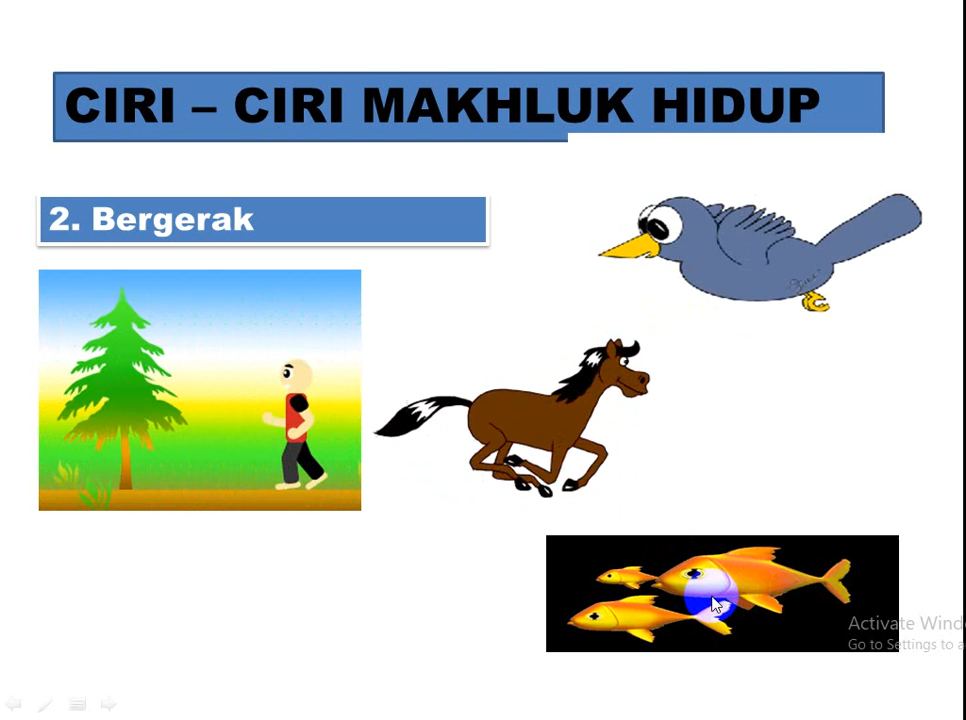 CIRI – CIRI MAKHLUK HIDUP
2. Bergerak
Activate Wind
Go to Settings to a